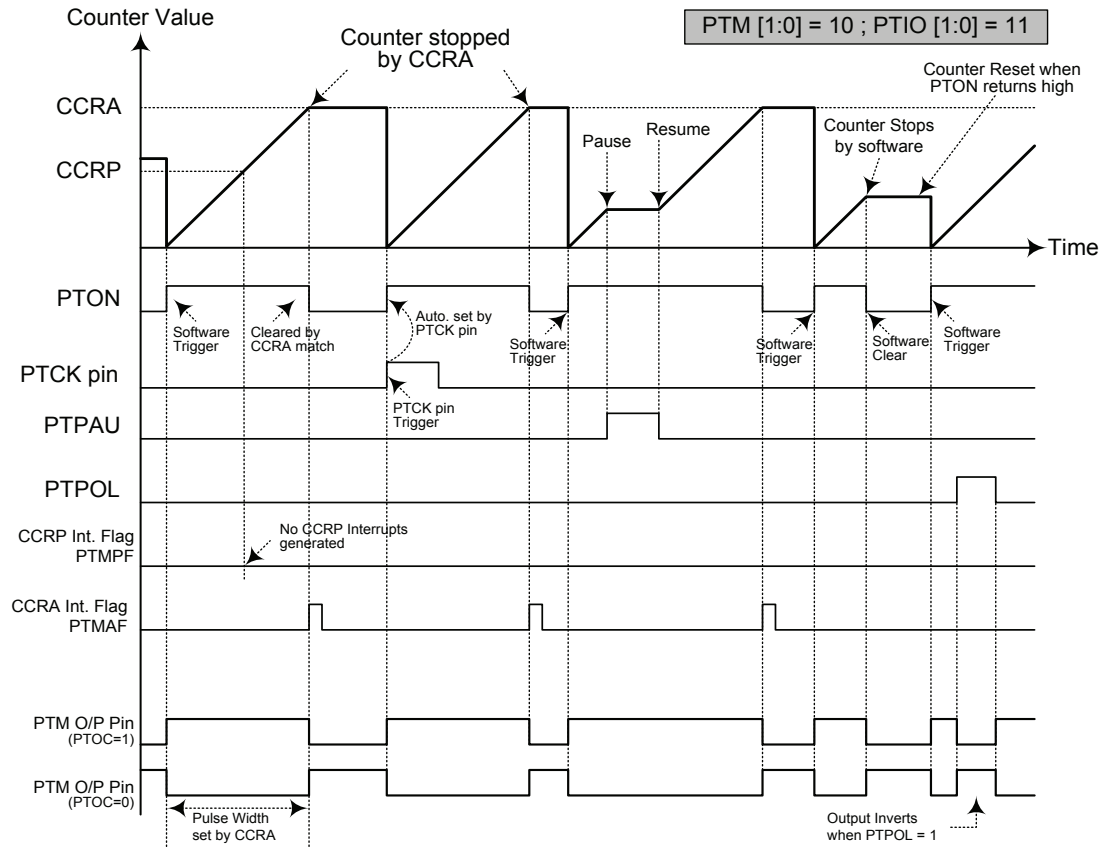 Counter Value
PTM [1:0] = 10 ; PTIO [1:0] = 11
Counter stopped
by CCRA
Counter Reset when
PTON returns high
CCRA
CCRP
Pause
Resume
Counter Stops
by software
Time
PTON
Software
Trigger
Cleared by
CCRA match
Auto. set by
PTCK pin
Software
Trigger
Software
Trigger
Software
Clear
Software
Trigger
PTCK pin
PTCK pin
Trigger
PTPAU
PTPOL
CCRP Int. Flag
PTMPF
No CCRP Interrupts
generated
CCRA Int. Flag
PTMAF
PTM O/P Pin
(PTOC=1)
PTM O/P Pin
(PTOC=0)
Pulse Width
set by CCRA
Output Inverts
when PTPOL = 1